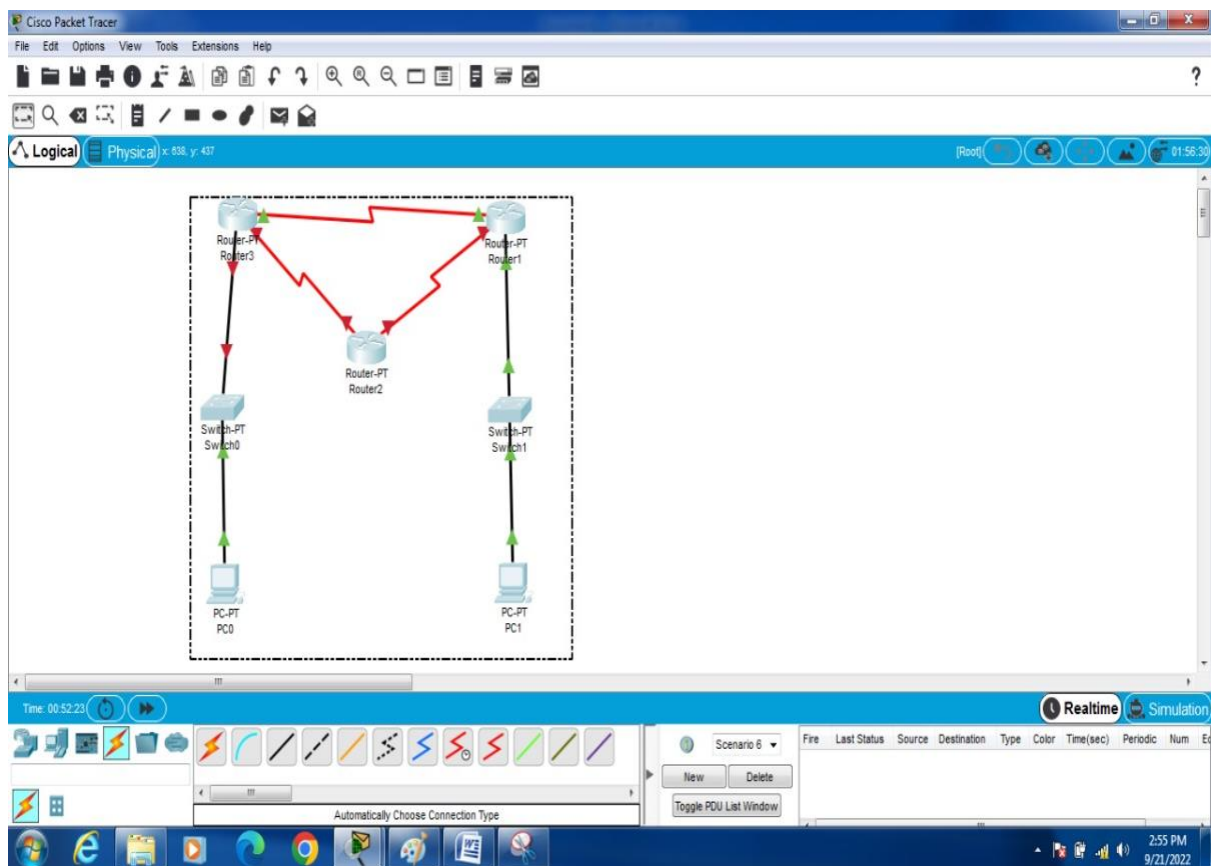 Cisco Packet Tracer
File Edit Options View Tools Extensions Help
?
Logical Physical x: 638, y: 437 [Root] 01:56:30
Router-PT
Router3
Router-PT
Router1
Router-PT
Router2
Switch-PT
Switch0
Switch-PT
Switch1
PC-PT
PC0
PC-PT
PC1
Time: 00:52:23 Realtime Simulation
Scenario 6 Fire Last Status Source Destination Type Color Time(sec) Periodic Num Ed
New Delete
Toggle PDU List Window
Automatically Choose Connection Type
2:55 PM
9/21/2022